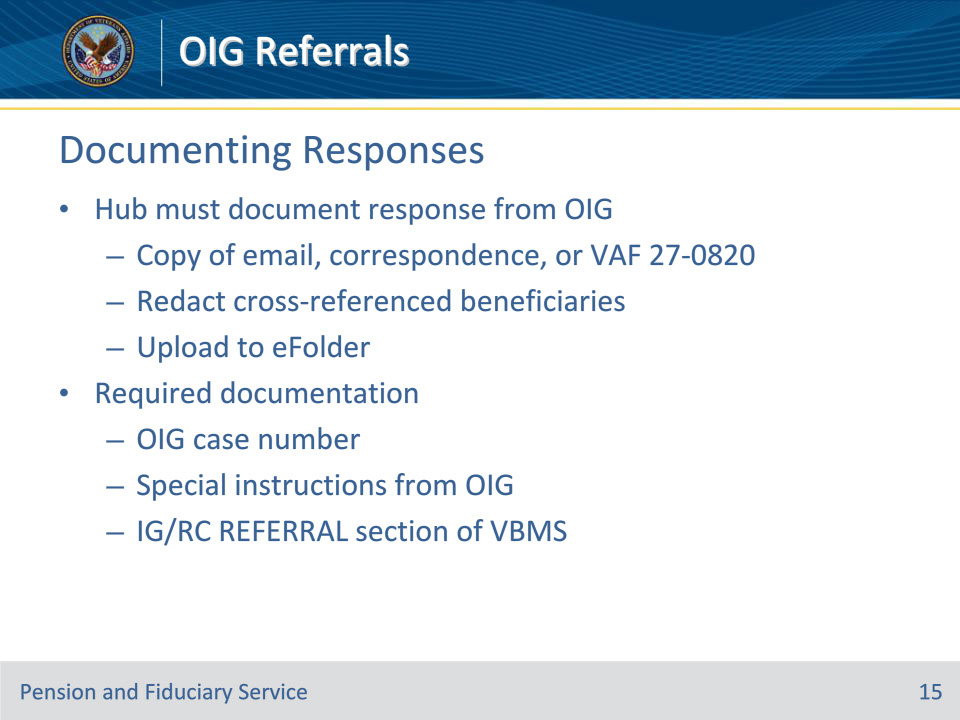 OIG Referrals
Documenting Responses
• Hub must document response from OIG
– Copy of email, correspondence, or VAF 27-0820
– Redact cross-referenced beneficiaries
– Upload to eFolder
• Required documentation
– OIG case number
– Special instructions from OIG
– IG/RC REFERRAL section of VBMS
Pension and Fiduciary Service
15